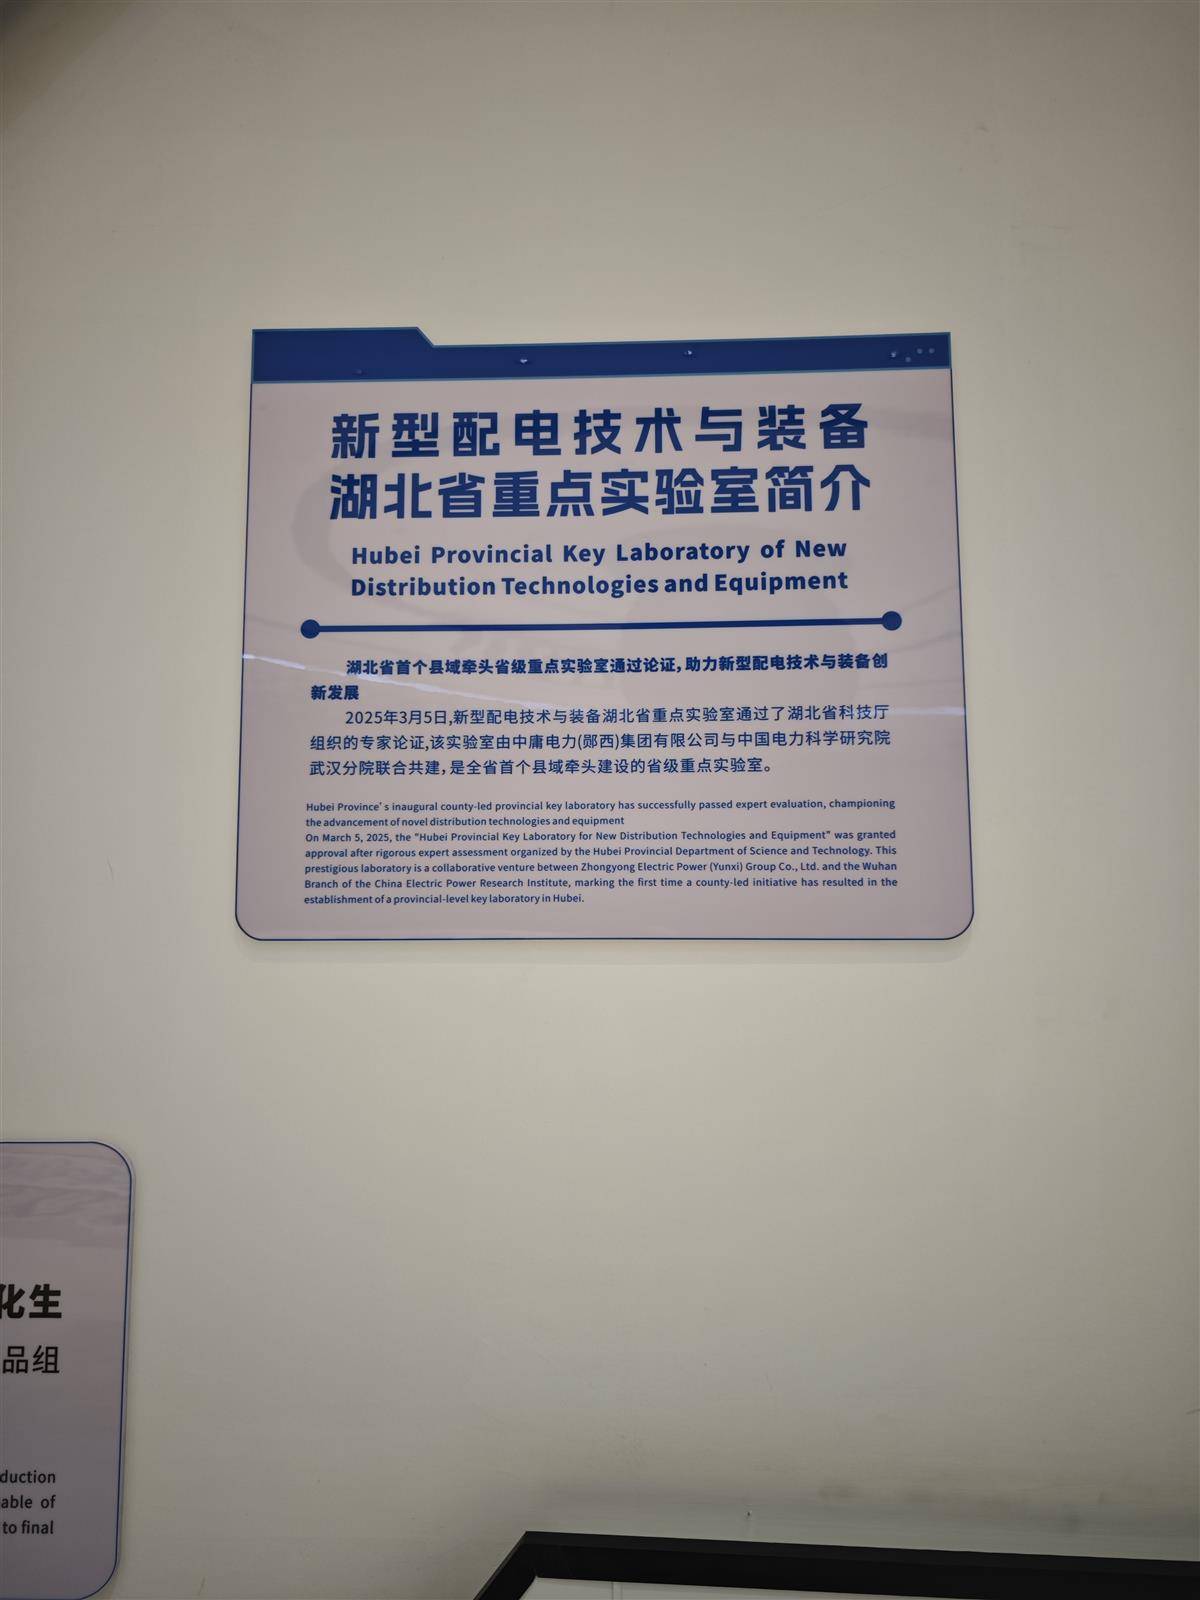 新型配电技术与装备
湖北省重点实验室简介
Hubei Provincial Key Laboratory of New
Distribution Technologies and Equipment
湖北省首个县域牵头省级重点实验室通过论证,助力新型配电技术与装备创
新发展
2025年3月5日,新型配电技术与装备湖北省重点实验室通过了湖北省科技厅
组织的专家论证,该实验室由中庸电力(郧西)集团有限公司与中国电力科学研究院
武汉分院联合共建,是全省首个县域牵头建设的省级重点实验室。
Hubei Province's inaugural county-led provincial key laboratory has successfully passed expert evaluation, championing
the advancement of novel distribution technologies and equipment
On March 5, 2025, the "Hubei Provincial Key Laboratory for New Distribution Technologies and Equipment" was granted
approval after rigorous expert assessment organized by the Hubei Provincial Department of Science and Technology. This
prestigious laboratory is a collaborative venture between Zhongyong Electric Power (Yunxi) Group Co., Ltd. and the Wuhan
Branch of the China Electric Power Research Institute, marking the first time a county-led initiative has resulted in the
establishment of a provincial-level key laboratory in Hubei.
化生
品组
duction
able of
to final